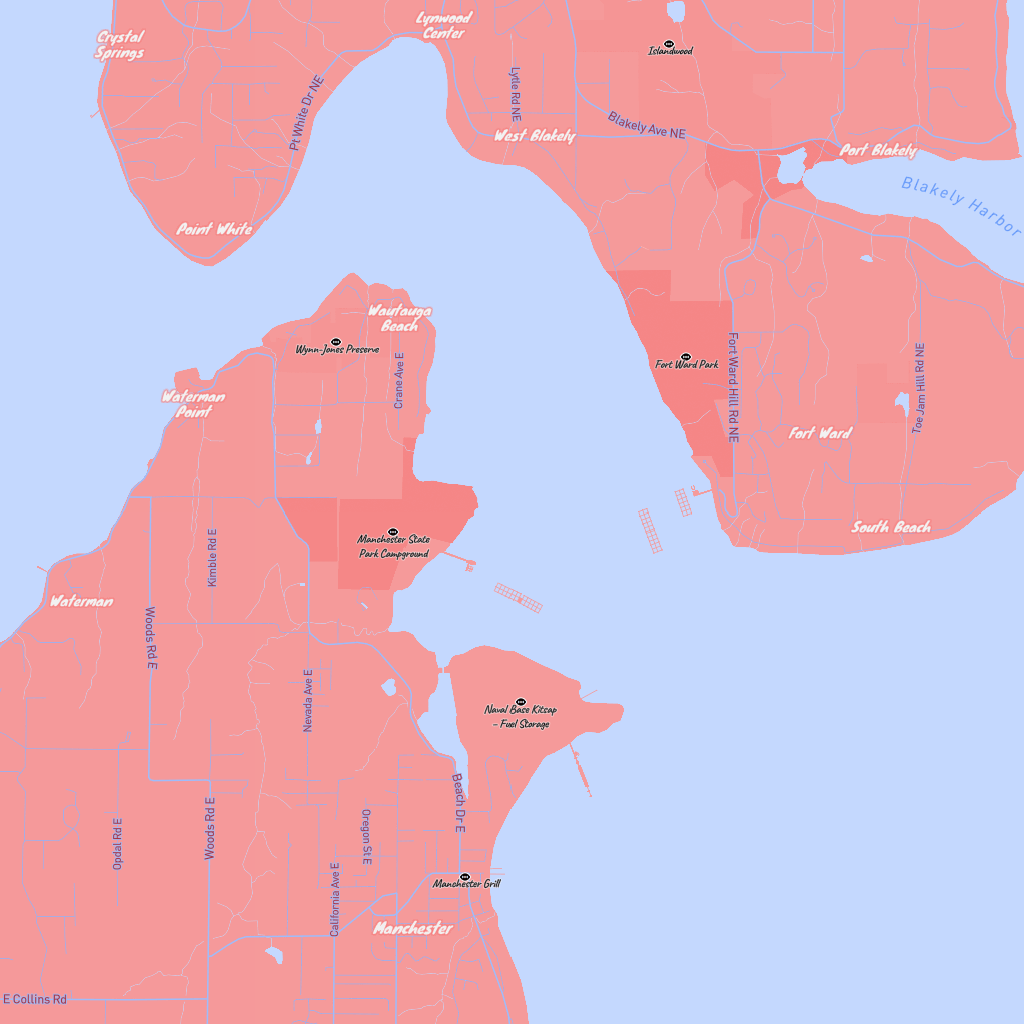 Lynwood
Center
Crystal
Springs
Islandwood
Pt White Dr NE
Lytle Rd NE
Blakely Ave NE
West Blakely
Port Blakely
Blakely Harbor
Point White
Wautauga
Beach
Wynn-Jones Preserve
Crane Ave E
Fort Ward Park
Fort Ward Hill Rd NE
Toe Jam Hill Rd NE
Waterman
Point
Fort Ward
South Beach
Manchester State
Park Campground
Kimble Rd E
Waterman
Woods Rd E
Nevada Ave E
Naval Base Kitsap
- Fuel Storage
Beach Dr E
Opdal Rd E
Woods Rd E
Oregon St E
California Ave E
Manchester Grill
Manchester
E Collins Rd